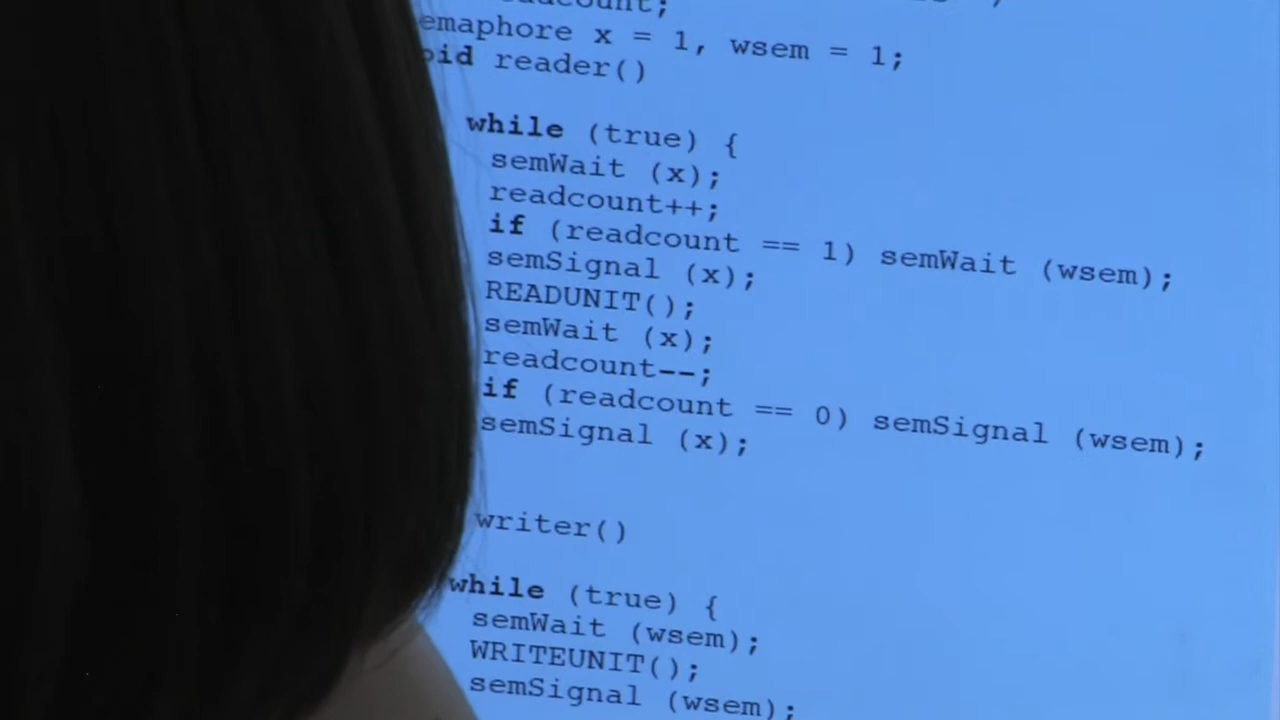 emaphore x = 1, wsem = 1;
oid reader()
while (true) {
semWait (x);
readcount++;
if (readcount == 1) semWait (wsem);
semSignal (x);
READUNIT();
semWait (x);
readcount--;
if (readcount == 0) semSignal (wsem);
semSignal (x);
writer()
while (true) {
semWait (wsem);
WRITEUNIT();
semSignal (wsem);